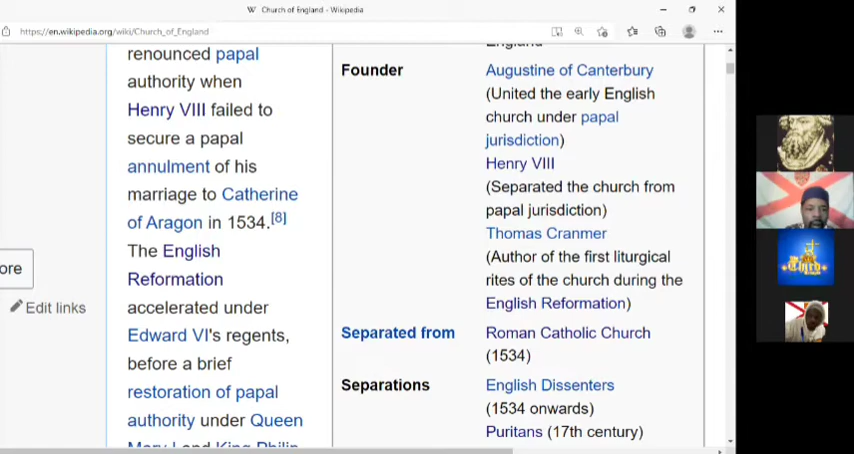 Church of England - Wikipedia
https://en.wikipedia.org/wiki/Church_of_England
renounced papal
authority when
Henry VIII failed to
secure a papal
annulment of his
marriage to Catherine
of Aragon in 1534.[8]
The English
Reformation
accelerated under
Edward VI's regents,
before a brief
restoration of papal
authority under Queen
Mary I and King Philip
ore
Edit links
England
Founder
Augustine of Canterbury
(United the early English
church under papal
jurisdiction)
Henry VIII
(Separated the church from
papal jurisdiction)
Thomas Cranmer
(Author of the first liturgical
rites of the church during the
English Reformation)
Separated from
Roman Catholic Church
(1534)
Separations
English Dissenters
(1534 onwards)
Puritans (17th century)